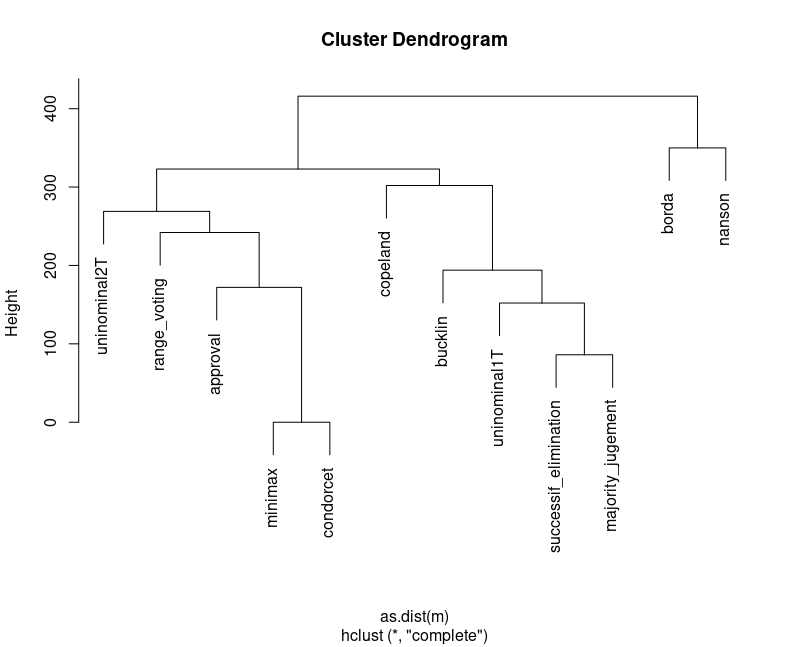 Cluster Dendrogram
Height
400
300
200
100
0
uninominal2T
range_voting
approval
minimax
condorcet
copeland
bucklin
uninominal1T
successif_elimination
majority_jugement
borda
nanson
as.dist(m)
hclust (*, "complete")